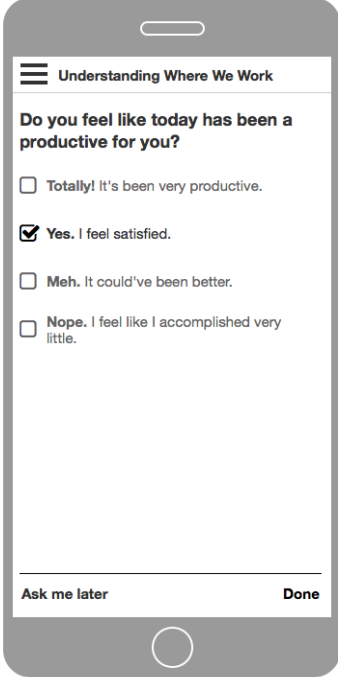 Understanding Where We Work
Do you feel like today has been a
productive for you?
Totally! It's been very productive.
Yes. I feel satisfied.
Meh. It could've been better.
Nope. I feel like I accomplished very
little.
Ask me later
Done